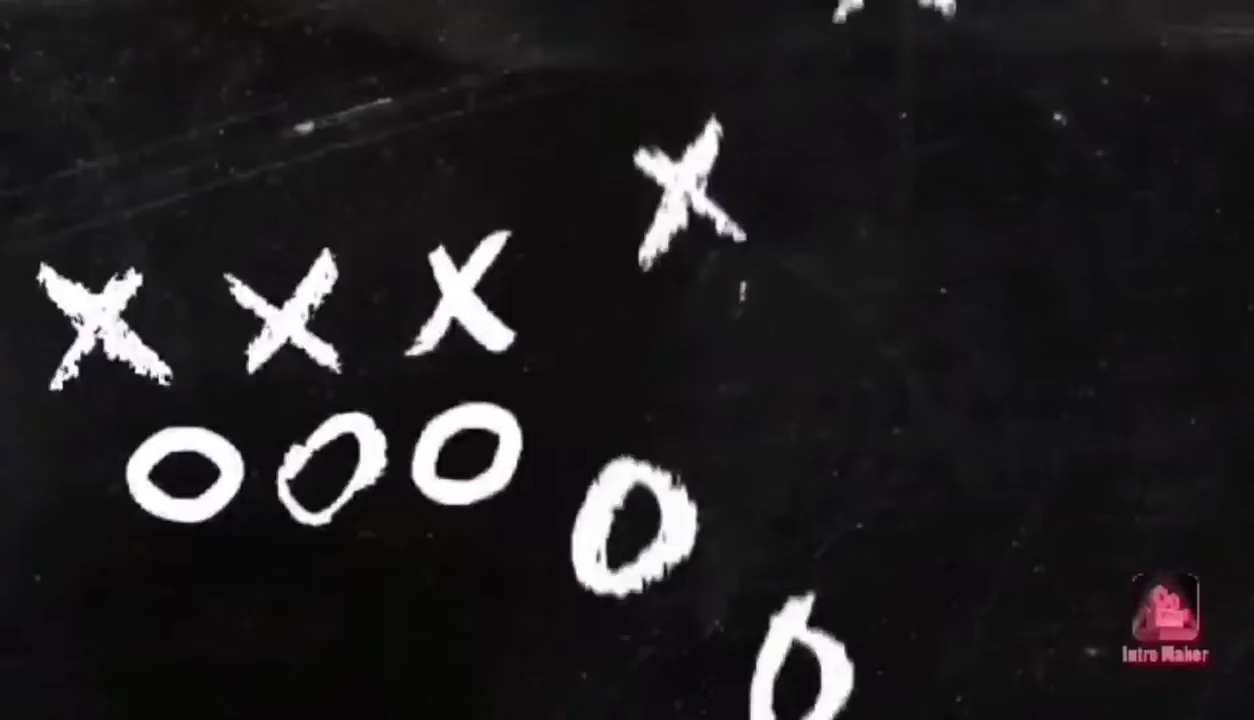 X
X X X
O O O
O
O
Intro Maker